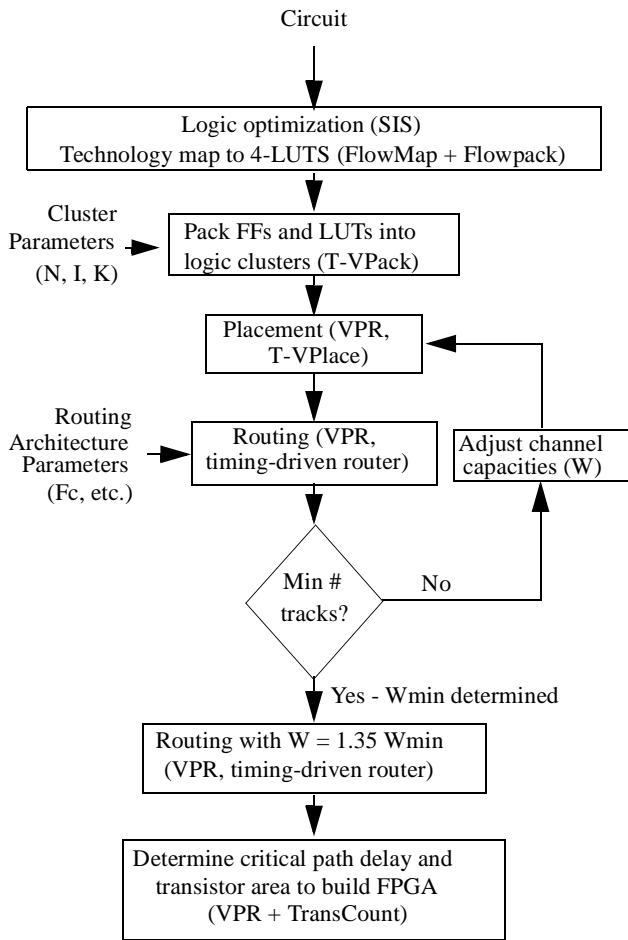 Circuit
Logic optimization (SIS)
Technology map to 4-LUTS (FlowMap + Flowpack)
Cluster
Parameters
(N, I, K)
Pack FFs and LUTs into
logic clusters (T-VPack)
Placement (VPR,
T-VPlace)
Routing
Architecture
Parameters
(Fc, etc.)
Routing (VPR,
timing-driven router)
Adjust channel
capacities (W)
Min #
tracks?
No
Yes - Wmin determined
Routing with W = 1.35 Wmin
(VPR, timing-driven router)
Determine critical path delay and
transistor area to build FPGA
(VPR + TransCount)